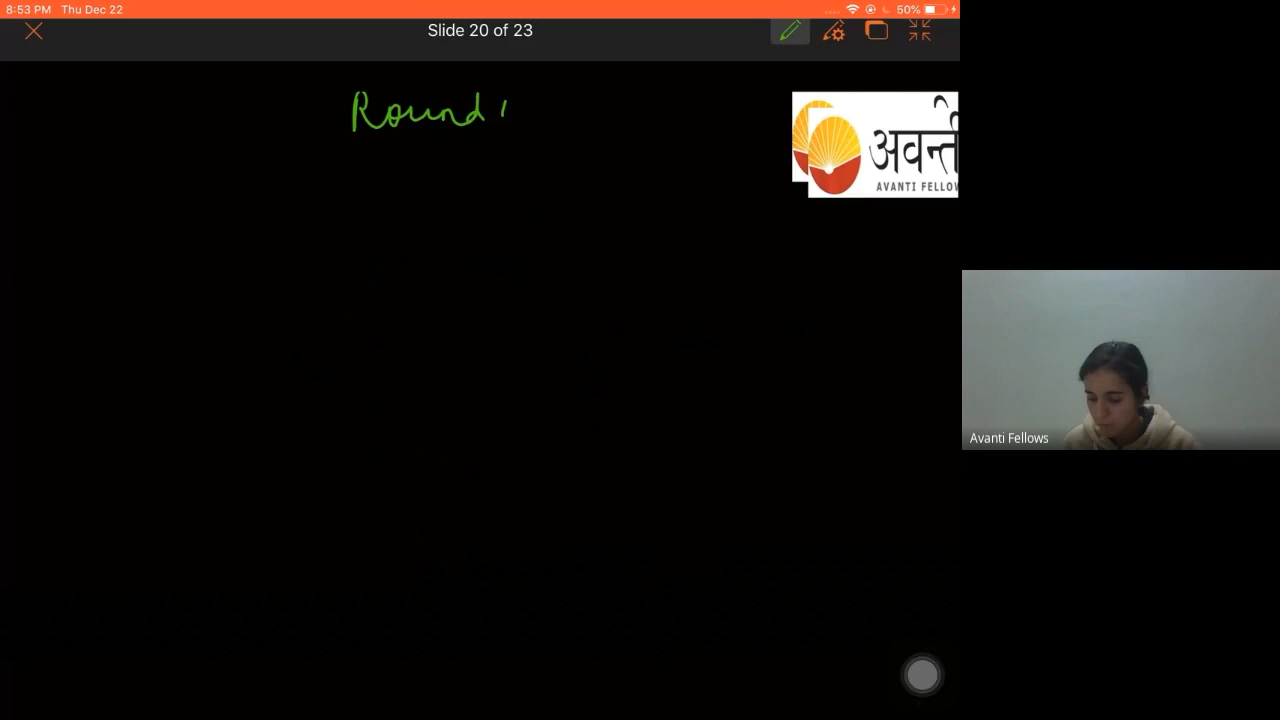 8:53 PM Thu Dec 22
50%
Slide 20 of 23
Round 1
अवन्ती
AVANTI FELLOW
Avanti Fellows